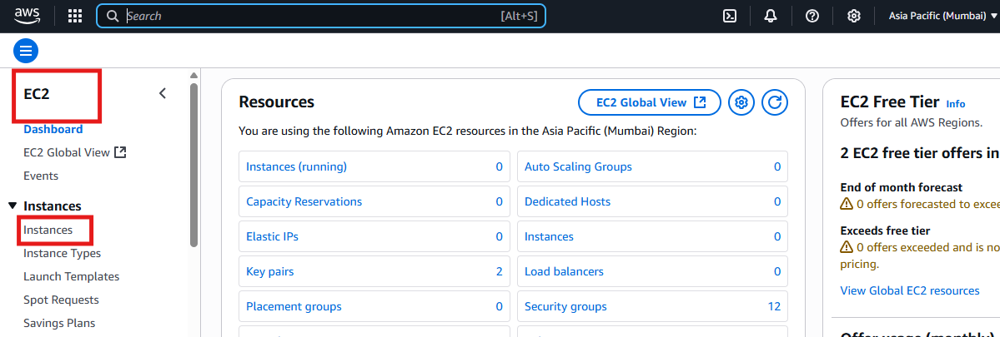 aws
Search [Alt+S]
Asia Pacific (Mumbai)
EC2
Dashboard
EC2 Global View
Events
Instances
Instances
Instance Types
Launch Templates
Spot Requests
Savings Plans
Resources
EC2 Global View
You are using the following Amazon EC2 resources in the Asia Pacific (Mumbai) Region:
Instances (running) 0
Auto Scaling Groups 0
Capacity Reservations 0
Dedicated Hosts 0
Elastic IPs 0
Instances 0
Key pairs 2
Load balancers 0
Placement groups 0
Security groups 12
EC2 Free Tier Info
Offers for all AWS Regions.
2 EC2 free tier offers in
End of month forecast
0 offers forecasted to excee
Exceeds free tier
0 offers exceeded and is no
pricing.
View Global EC2 resources
Offer usage (monthly)